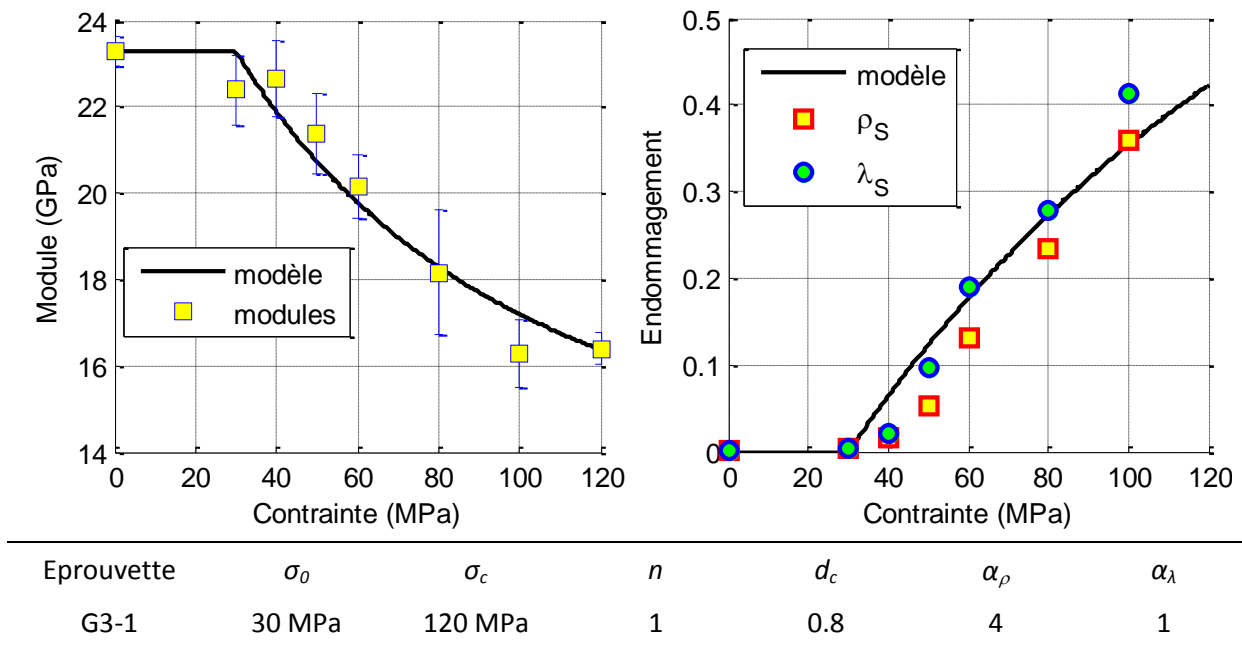 24
22
20
18
16
14
0 20 40 60 80 100 120
Module (GPa)
Contrainte (MPa)
modèle
modules
0.5
0.4
0.3
0.2
0.1
0
0 20 40 60 80 100 120
Endommagement
Contrainte (MPa)
modèle
ρS
λS
Eprouvette σ0 σc n dc αρ αλ
G3-1 30 MPa 120 MPa 1 0.8 4 1